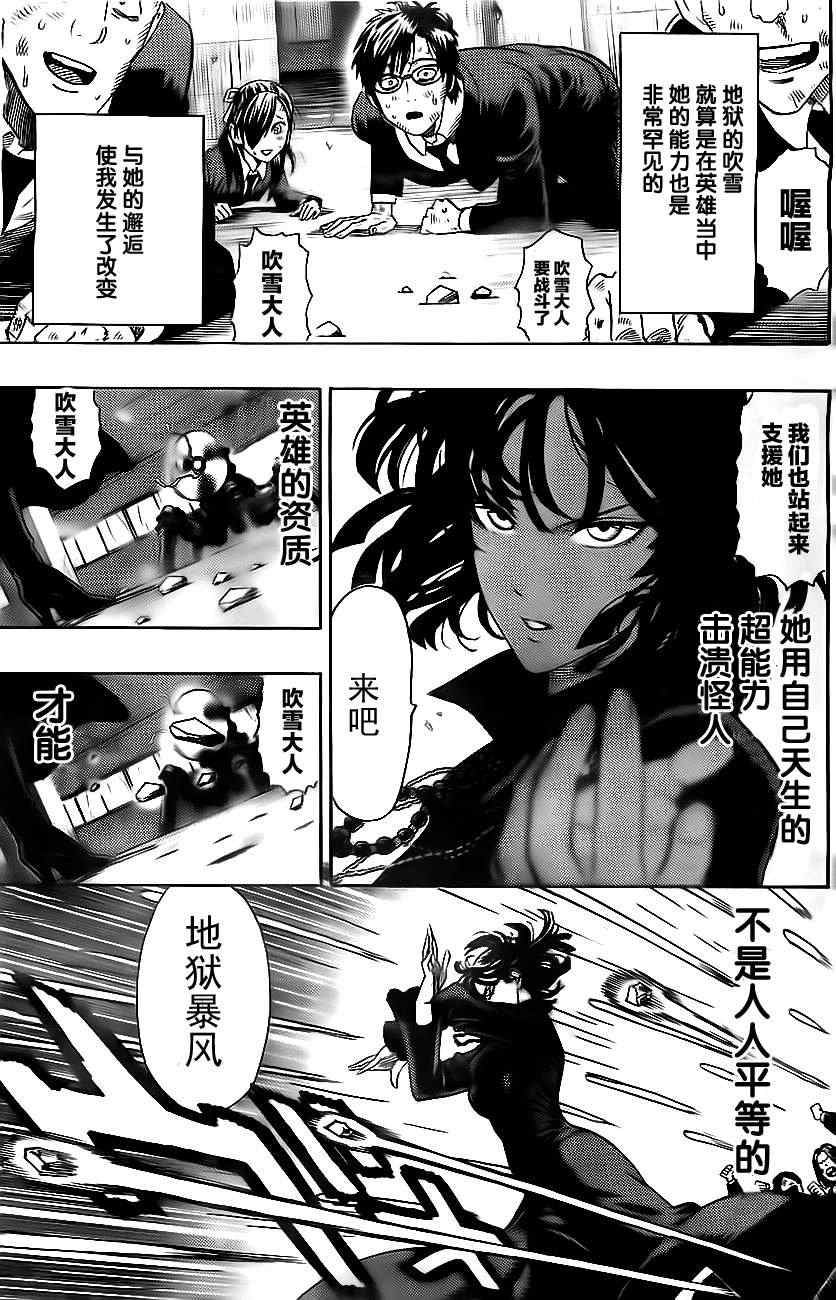 喔喔
地狱的吹雪
就算是在英雄当中
她的能力也是
非常罕见的
吹雪大人
要战斗了
吹雪大人
与她的邂逅
使我发生了改变
我们也站起来
支援她
她用自己天生的
超能力
击溃怪人
来吧
英雄的资质
吹雪大人
吹雪大人
才能
不是人人平等的
地狱暴风